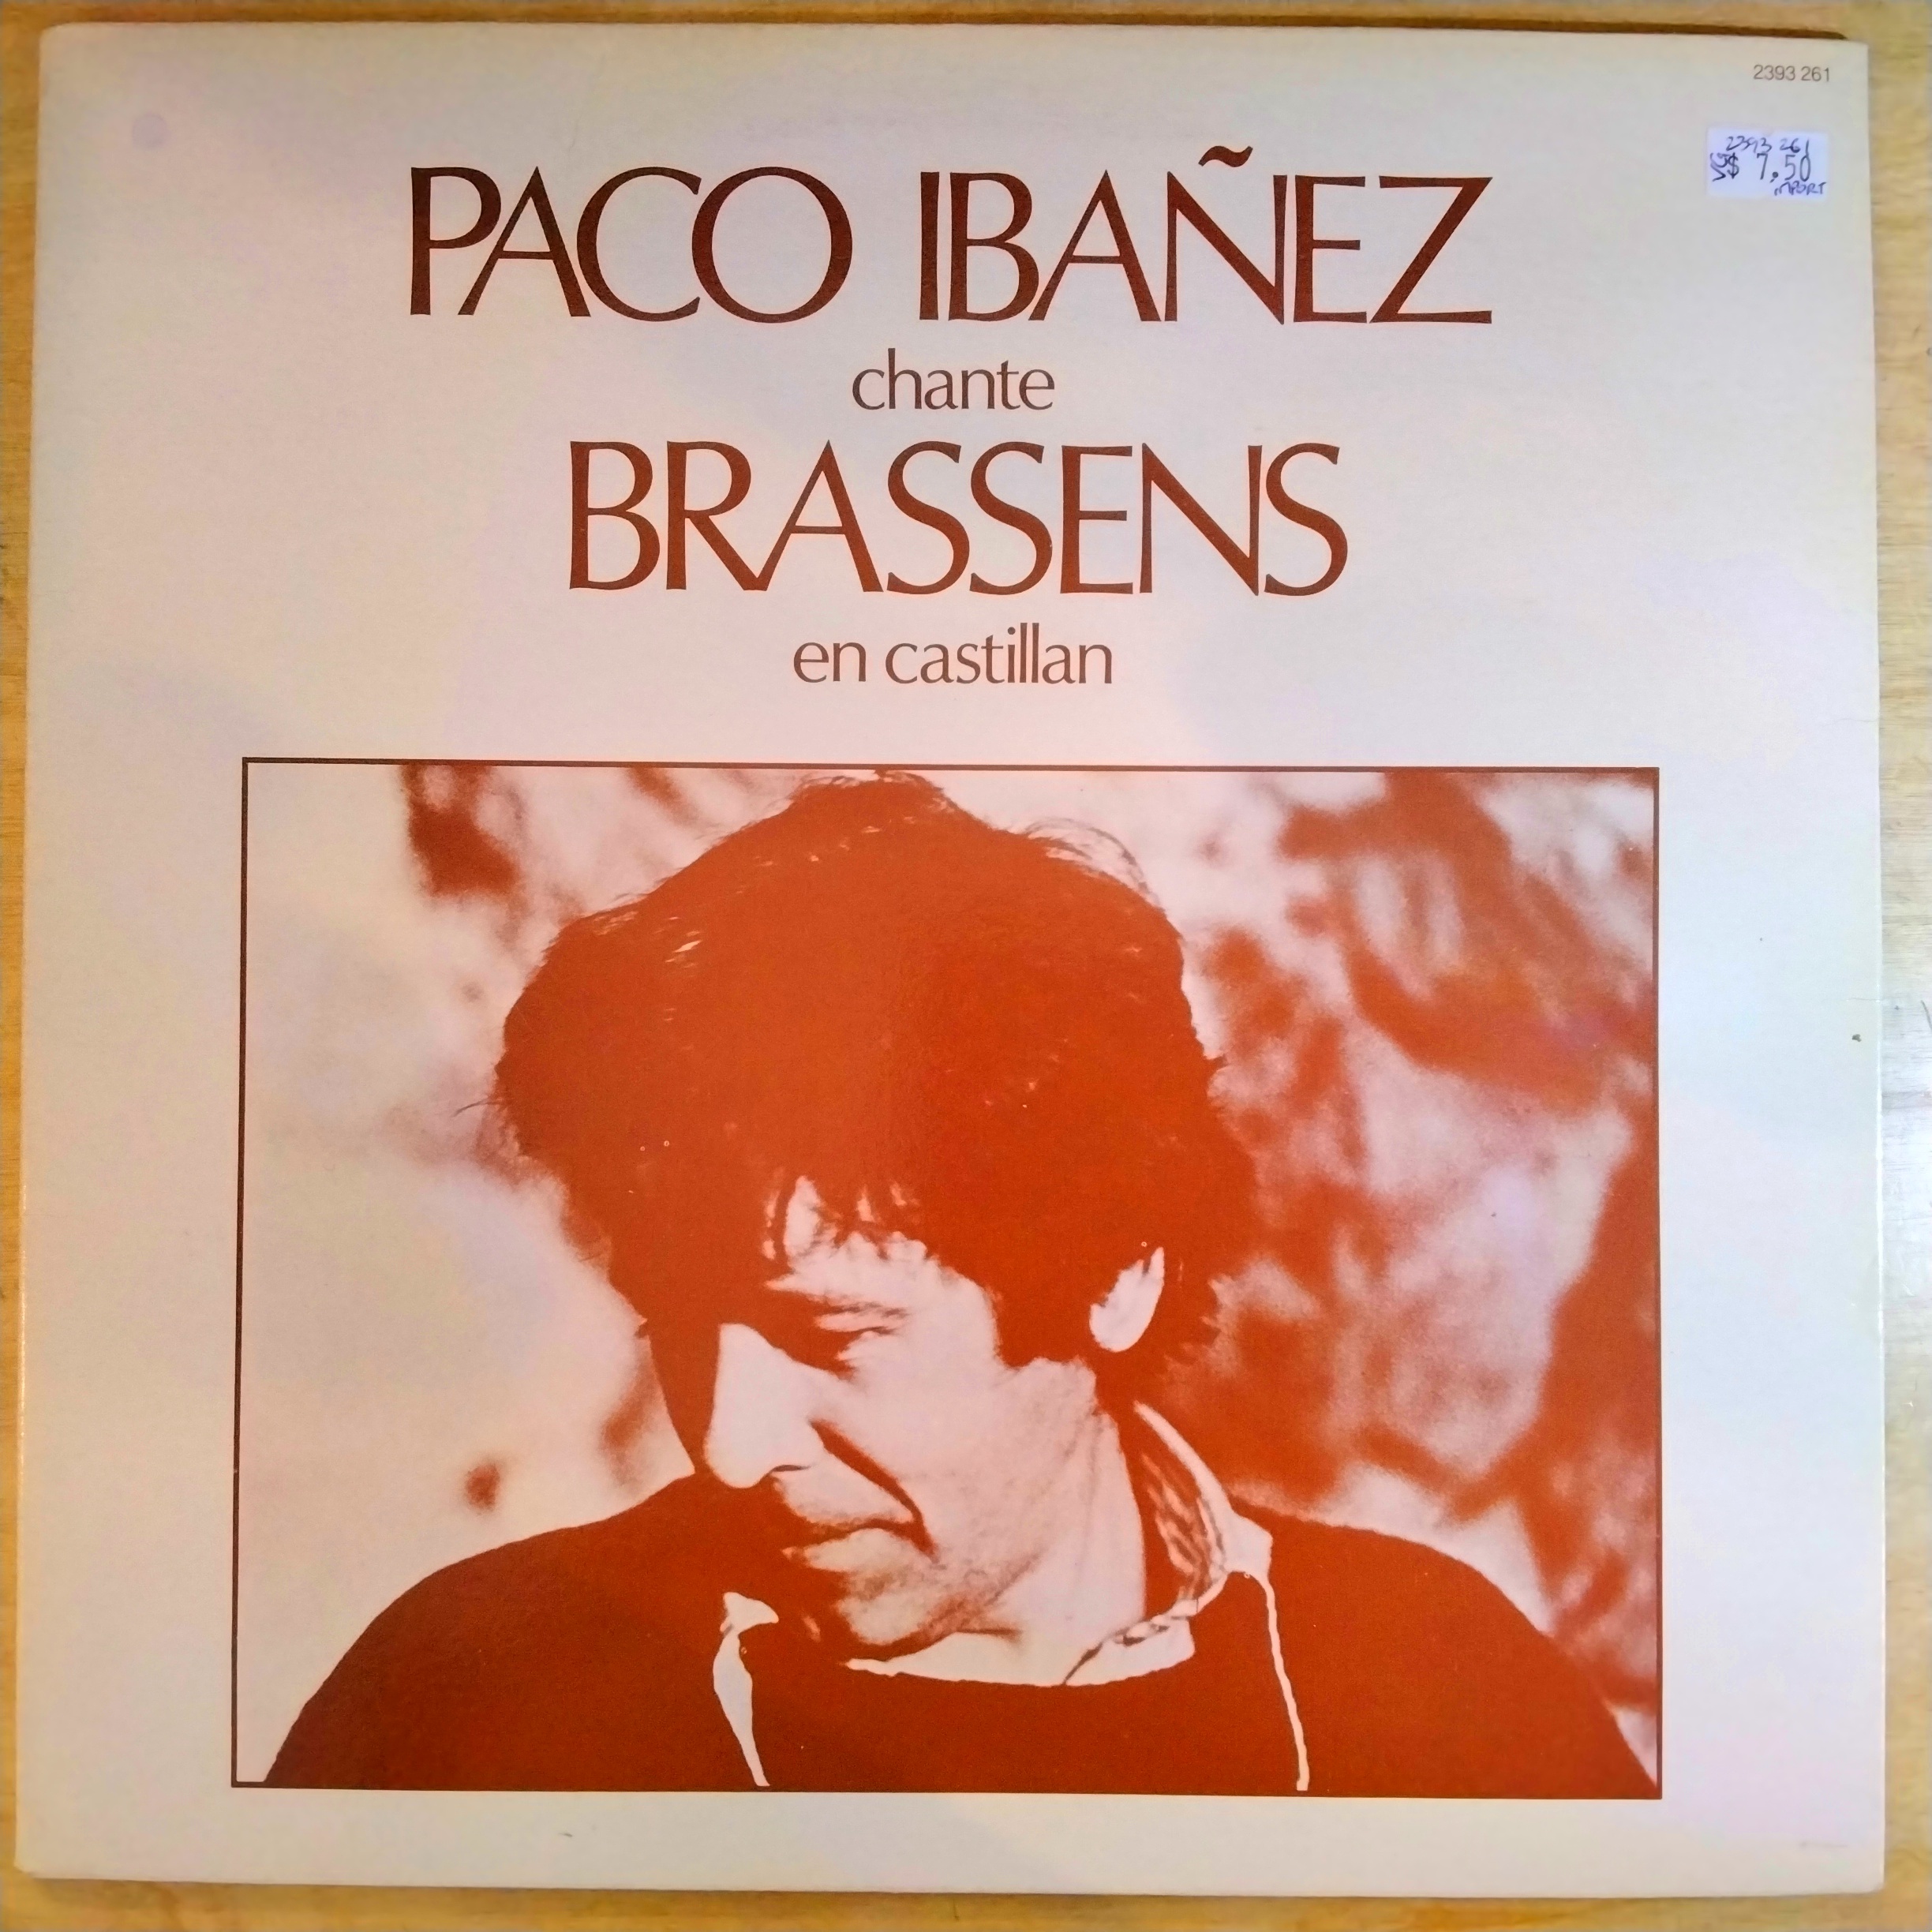 2393 261
2393 261
$ 7,50
IMPORT
PACO IBAÑEZ
chante
BRASSENS
en castillan